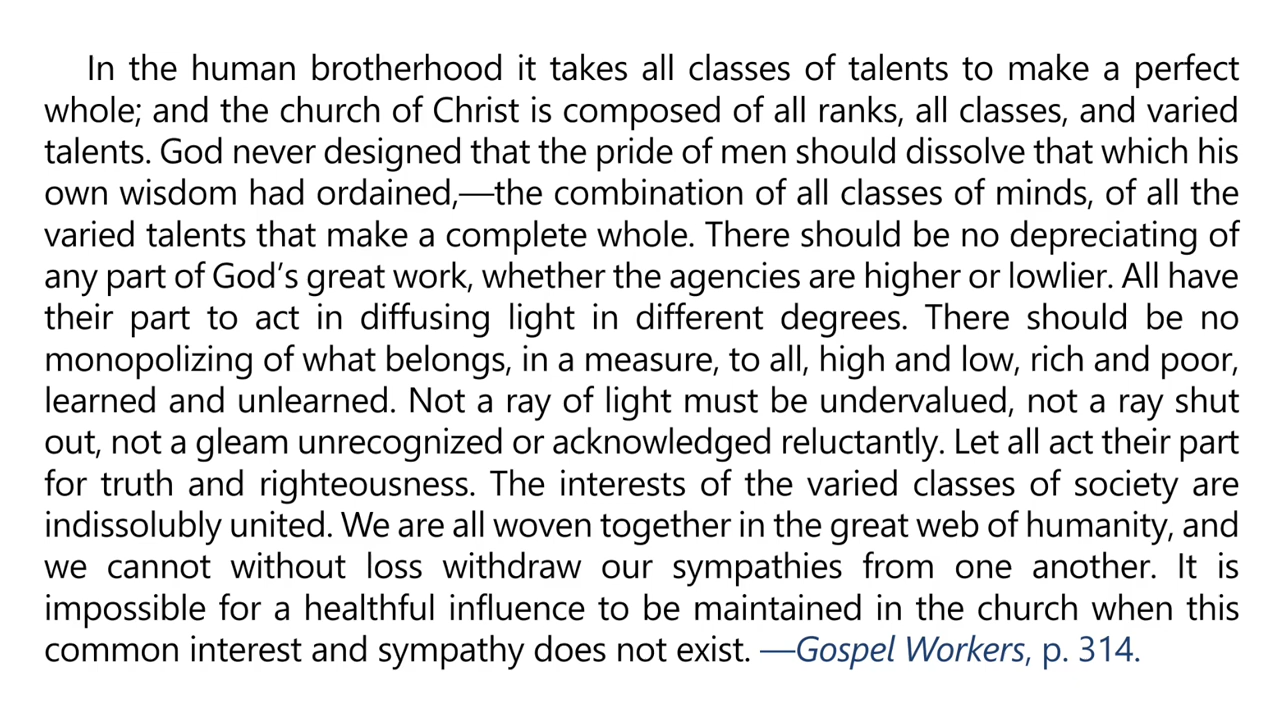 In the human brotherhood it takes all classes of talents to make a perfect
whole; and the church of Christ is composed of all ranks, all classes, and varied
talents. God never designed that the pride of men should dissolve that which his
own wisdom had ordained,—the combination of all classes of minds, of all the
varied talents that make a complete whole. There should be no depreciating of
any part of God’s great work, whether the agencies are higher or lowlier. All have
their part to act in diffusing light in different degrees. There should be no
monopolizing of what belongs, in a measure, to all, high and low, rich and poor,
learned and unlearned. Not a ray of light must be undervalued, not a ray shut
out, not a gleam unrecognized or acknowledged reluctantly. Let all act their part
for truth and righteousness. The interests of the varied classes of society are
indissolubly united. We are all woven together in the great web of humanity, and
we cannot without loss withdraw our sympathies from one another. It is
impossible for a healthful influence to be maintained in the church when this
common interest and sympathy does not exist. —Gospel Workers, p. 314.